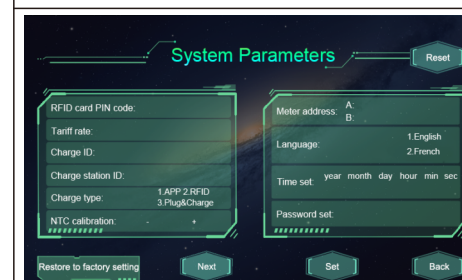 System Parameters
Reset
RFID card PIN code:
Tariff rate:
Charge ID:
Charge station ID:
Charge type: 1.APP 2.RFID
3.Plug&Charge
NTC calibration: - +
Meter address: A:
B:
Language: 1.English
2.French
Time set: year month day hour min sec
Password set:
Restore to factory setting
Next
Set
Back